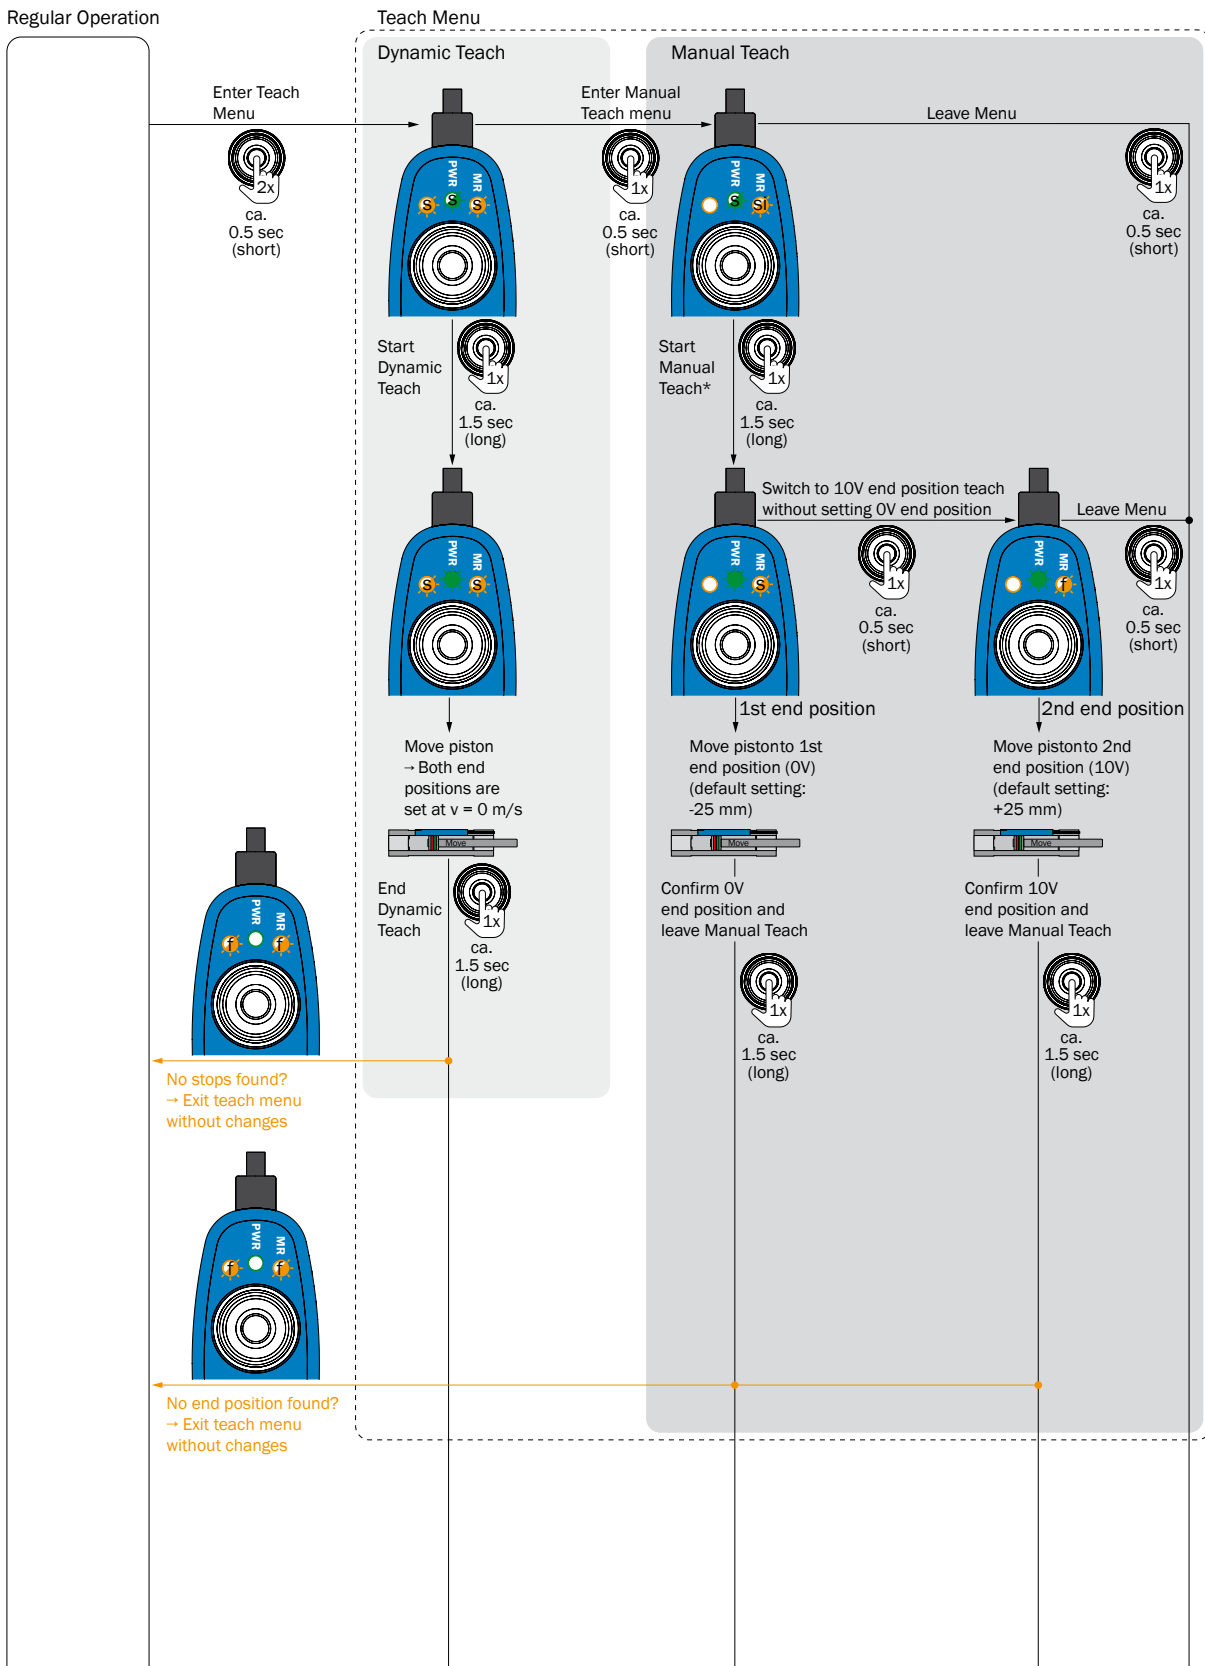 Regular Operation
Teach Menu
Dynamic Teach
Manual Teach
Enter Teach
Menu
2x
ca.
0.5 sec
(short)
PWR
MR
S
S
S
Enter Manual
Teach menu
1x
ca.
0.5 sec
(short)
PWR
MR
S
SI
Leave Menu
1x
ca.
0.5 sec
(short)
Start
Dynamic
Teach
1x
ca.
1.5 sec
(long)
Start
Manual
Teach*
1x
ca.
1.5 sec
(long)
PWR
MR
S
S
PWR
MR
S
Switch to 10V end position teach
without setting 0V end position
1x
ca.
0.5 sec
(short)
PWR
MR
f
Leave Menu
1x
ca.
0.5 sec
(short)
Move piston
→ Both end
positions are
set at v = 0 m/s
Move
1st end position
Move pistonto 1st
end position (0V)
(default setting:
-25 mm)
Move
2nd end position
Move pistonto 2nd
end position (10V)
(default setting:
+25 mm)
Move
End
Dynamic
Teach
1x
ca.
1.5 sec
(long)
Confirm 0V
end position and
leave Manual Teach
1x
ca.
1.5 sec
(long)
Confirm 10V
end position and
leave Manual Teach
1x
ca.
1.5 sec
(long)
PWR
MR
f
f
No stops found?
→ Exit teach menu
without changes
PWR
MR
f
f
No end position found?
→ Exit teach menu
without changes